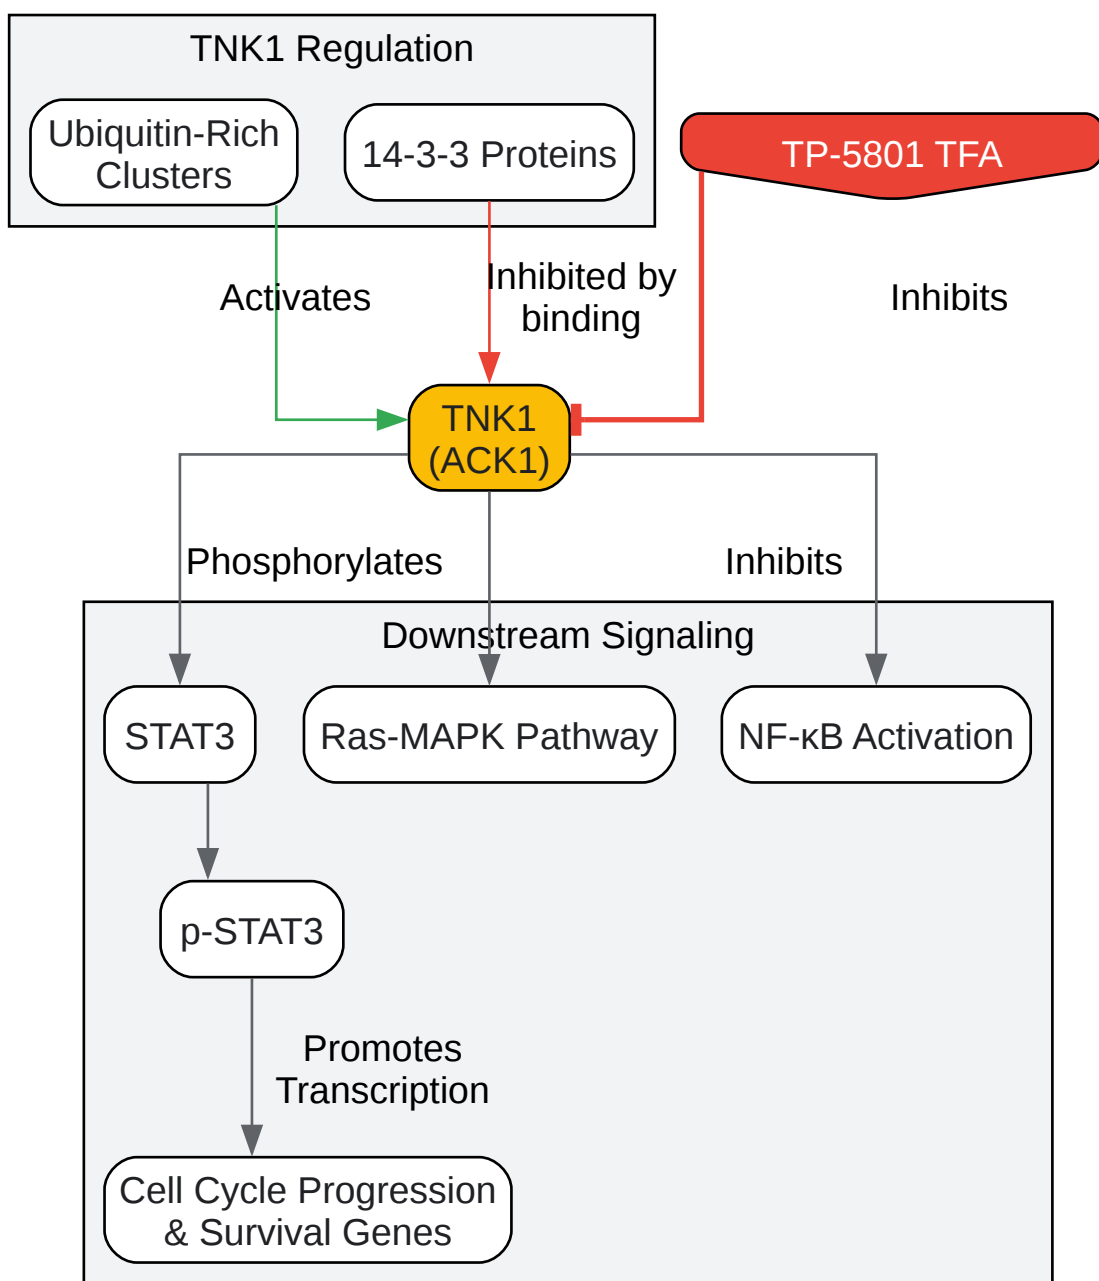 TNK1 Regulation
Ubiquitin-Rich
Clusters
14-3-3 Proteins
TP-5801 TFA
Activates
Inhibited by
binding
Inhibits
TNK1
(ACK1)
Phosphorylates
Inhibits
Downstream Signaling
STAT3
Ras-MAPK Pathway
NF-κB Activation
p-STAT3
Promotes
Transcription
Cell Cycle Progression
& Survival Genes